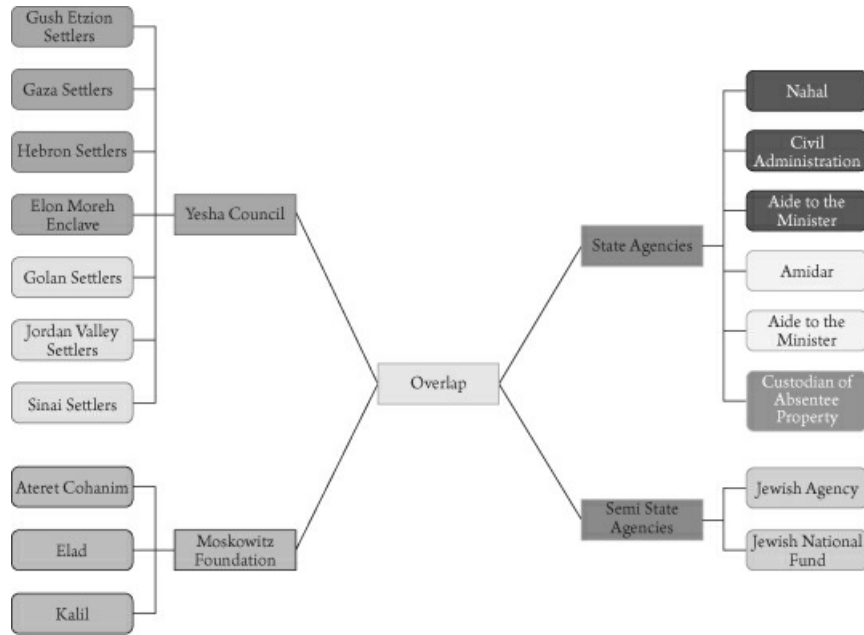 Gush Etzion
Settlers
Gaza Settlers
Hebron Settlers
Elon Moreh
Enclave
Golan Settlers
Jordan Valley
Settlers
Sinai Settlers
Yesha Council
Ateret Cohanim
Elad
Kalil
Moskowitz
Foundation
Overlap
State Agencies
Nahal
Civil
Administration
Aide to the
Minister
Amidar
Aide to the
Minister
Custodian of
Absentee
Property
Semi State
Agencies
Jewish Agency
Jewish National
Fund